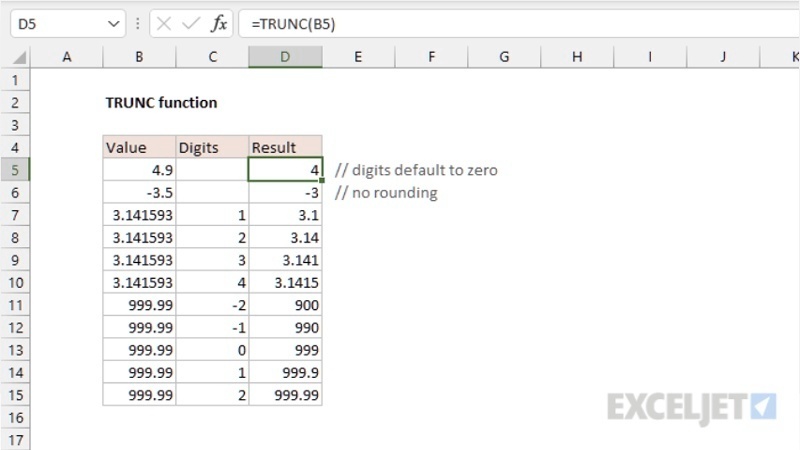 D5 fx =TRUNC(B5)
A B C D E F G H I J K
1
2 TRUNC function
3
4 Value Digits Result
5 4.9 4 // digits default to zero
6 -3.5 -3 // no rounding
7 3.141593 1 3.1
8 3.141593 2 3.14
9 3.141593 3 3.141
10 3.141593 4 3.1415
11 999.99 -2 900
12 999.99 -1 990
13 999.99 0 999
14 999.99 1 999.9
15 999.99 2 999.99
16
17
EXCELJET